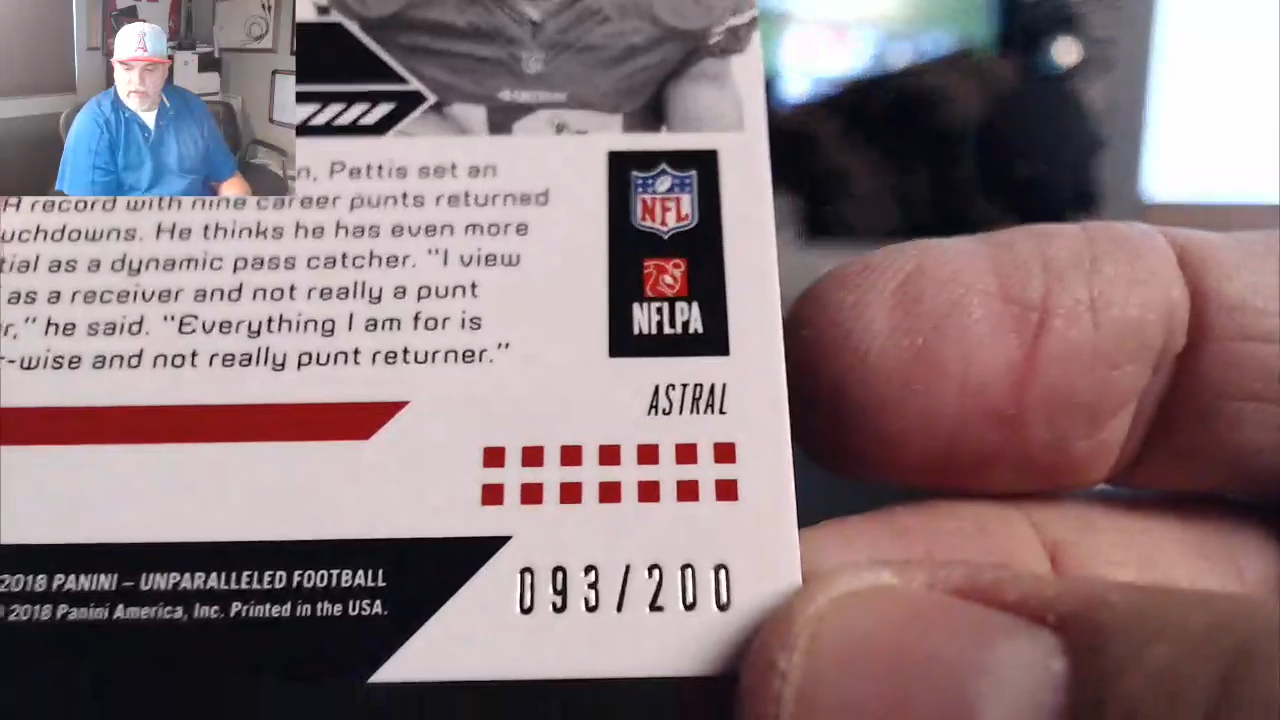 A
n, Pettis set an
A record with nine career punts returned
uchdowns. He thinks he has even more
tial as a dynamic pass catcher. "I view
as a receiver and not really a punt
r," he said. "Everything I am for is
r-wise and not really punt returner."
NFL
NFLPA
ASTRAL
2018 PANINI – UNPARALLELED FOOTBALL
© 2018 Panini America, Inc. Printed in the USA.
093/200